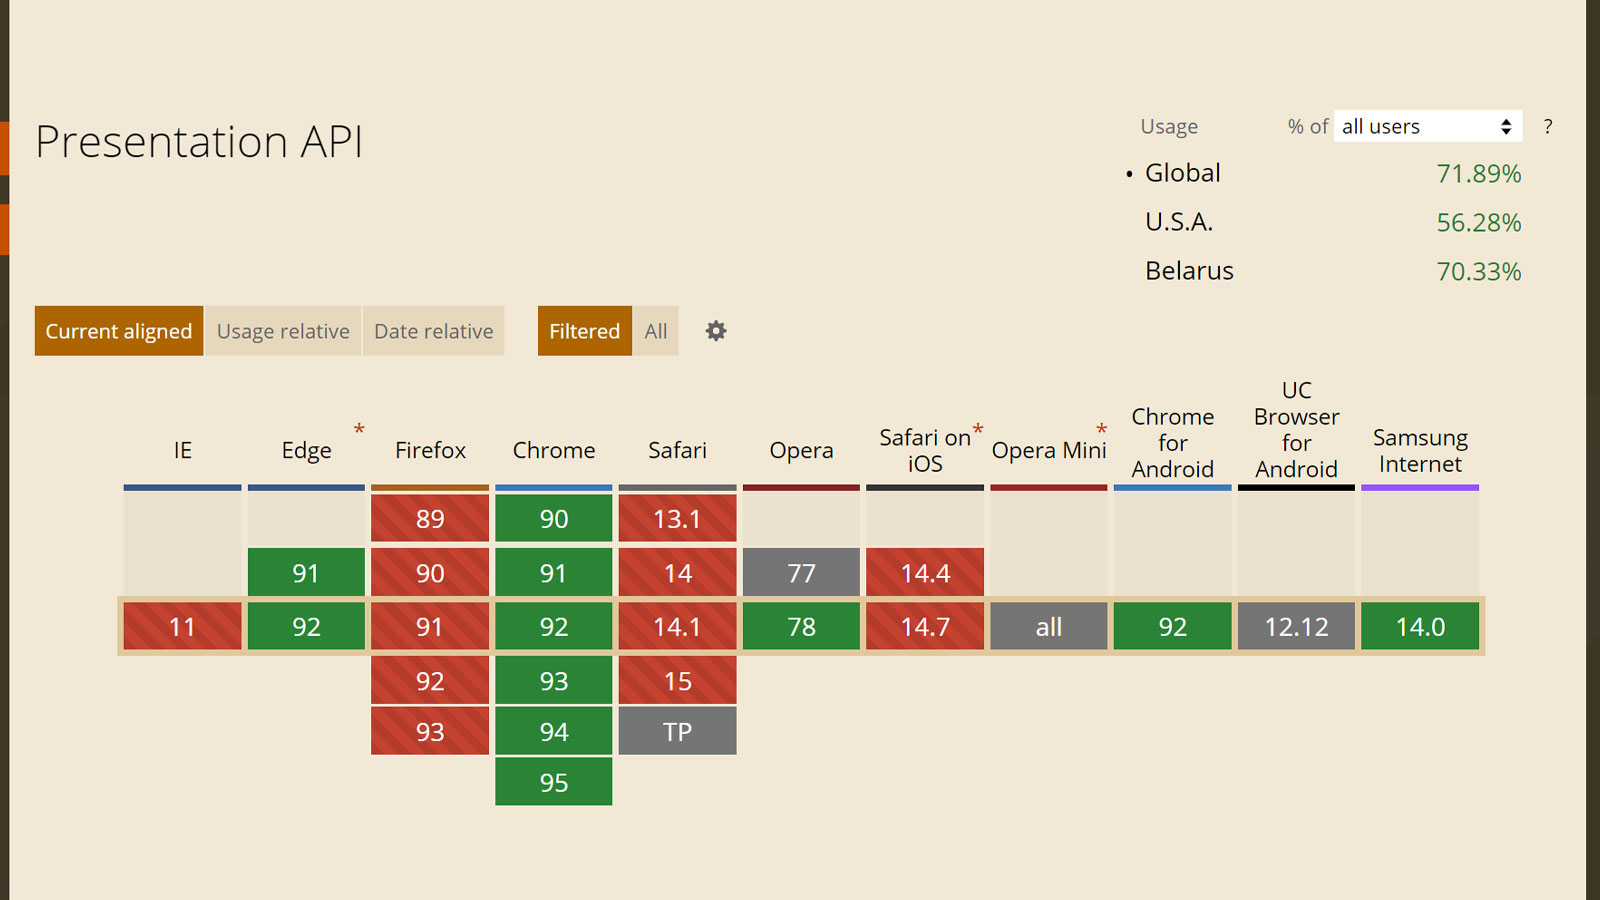 Presentation API
Usage % of all users ?
• Global 71.89%
U.S.A. 56.28%
Belarus 70.33%
Current aligned Usage relative Date relative Filtered All
IE
Edge *
Firefox
Chrome
Safari
Opera
Safari on *
iOS
Opera Mini *
Chrome
for
Android
UC
Browser
for
Android
Samsung
Internet
89 90 13.1
91 90 91 14 77 14.4
11 92 91 92 14.1 78 14.7 all 92 12.12 14.0
92 93 15
93 94 TP
95